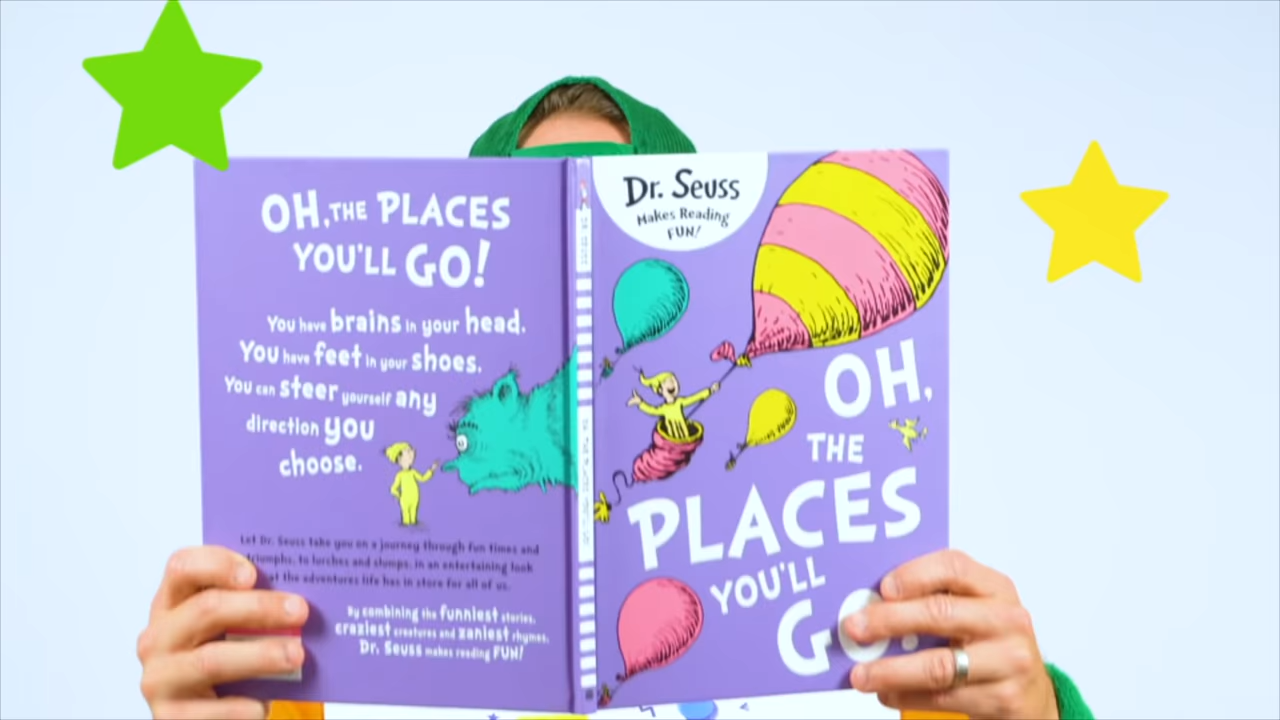 OH, THE PLACES
YOU'LL GO!
You have brains in your head.
You have feet in your shoes.
You can steer yourself any
direction you
choose.
Let Dr. Seuss take you on a journey through fun times and
triumphs, to lurches and slumps, in an entertaining look
at the adventures life has in store for all of us.
By combining the funniest stories,
craziest creatures and zaniest rhymes,
Dr. Seuss makes reading FUN!
Dr. Seuss
Makes Reading
FUN!
OH,
THE
PLACES
YOU'LL
GO!